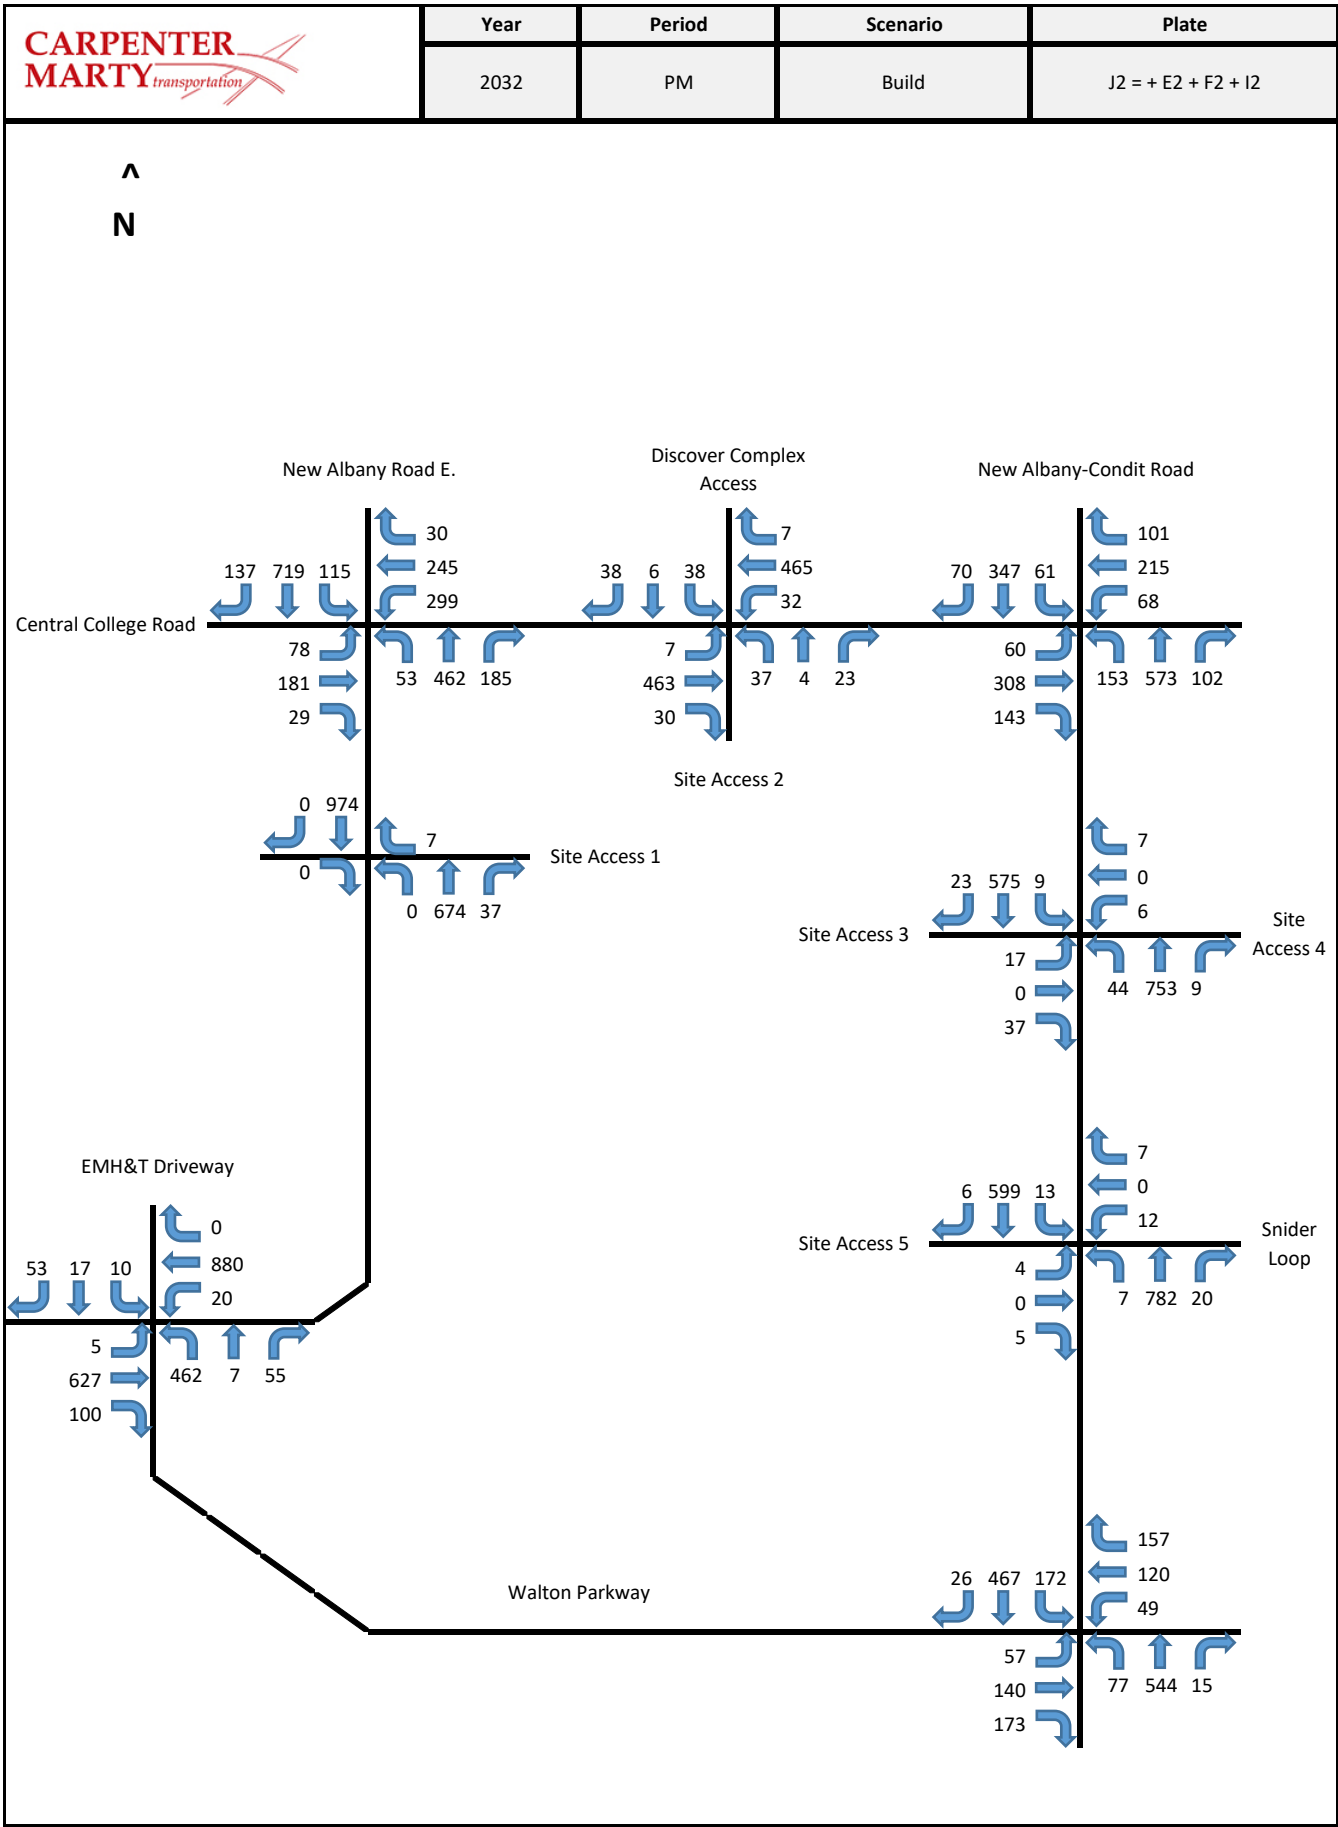 CARPENTER
MARTY transportation
Year Period Scenario Plate
2032 PM Build J2 = + E2 + F2 + I2
^
N
New Albany Road E.
Discover Complex
Access
New Albany-Condit Road
30
245
299
137 719 115
7
465
32
38 6 38
101
215
68
70 347 61
Central College Road
78
181
29
53 462 185
7
463
30
37 4 23
60
308
143
153 573 102
Site Access 2
0 974
7
0
Site Access 1
0 674 37
7
0
6
23 575 9
Site Access 3
Site
Access 4
17
0
37
44 753 9
EMH&T Driveway
0
880
20
53 17 10
5
627
100
462 7 55
7
0
12
6 599 13
Site Access 5
Snider
Loop
4
0
5
7 782 20
Walton Parkway
157
120
49
26 467 172
57
140
173
77 544 15